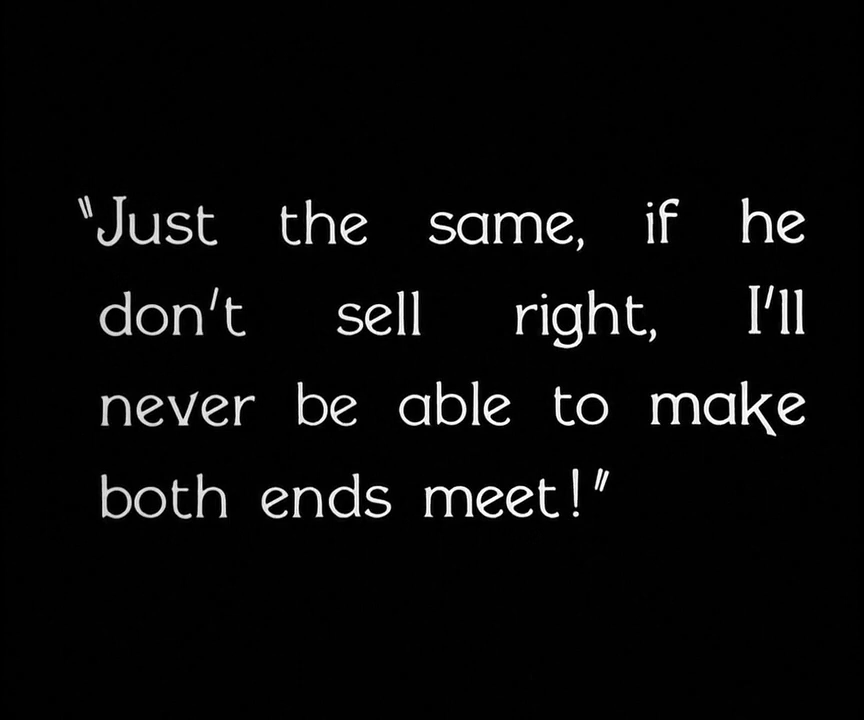 "Just the same, if he
don't sell right, I'll
never be able to make
both ends meet!"